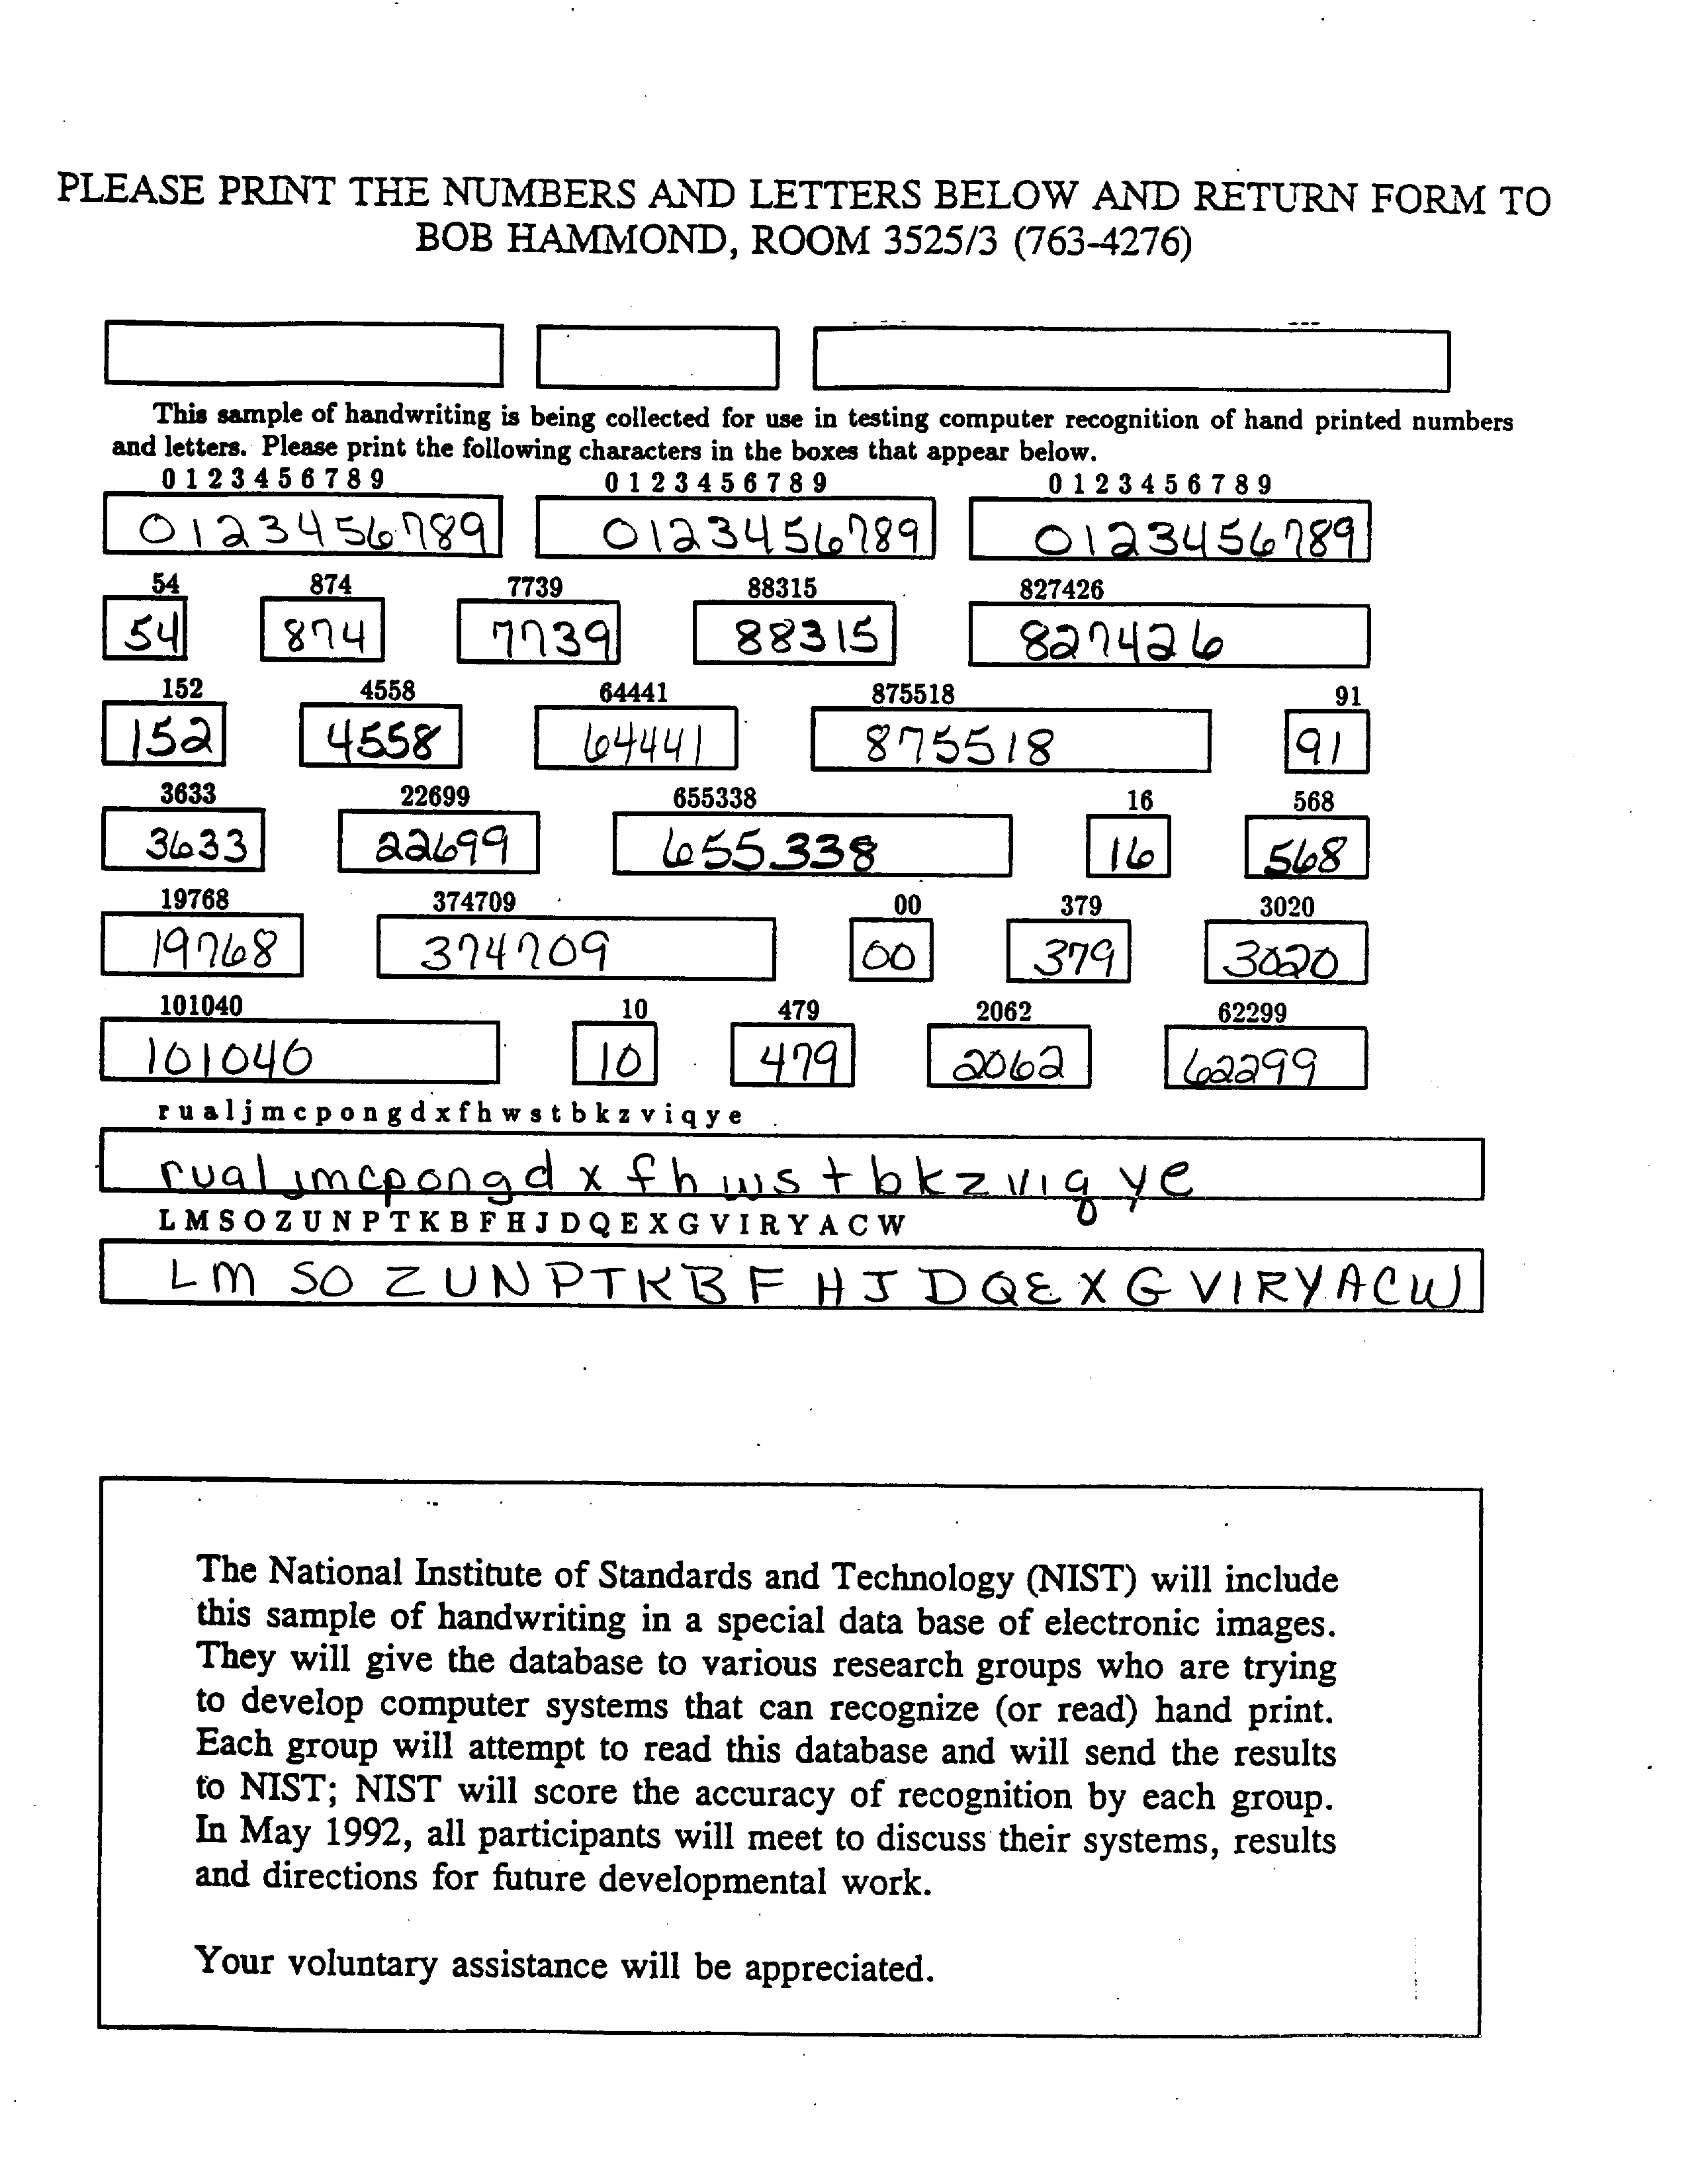 PLEASE PRINT THE NUMBERS AND LETTERS BELOW AND RETURN FORM TO
BOB HAMMOND, ROOM 3525/3 (763-4276)
This sample of handwriting is being collected for use in testing computer recognition of hand printed numbers
and letters. Please print the following characters in the boxes that appear below.
0 1 2 3 4 5 6 7 8 9 0 1 2 3 4 5 6 7 8 9 0 1 2 3 4 5 6 7 8 9
0123456789 0123456789 0123456789
54 874 7739 88315 827426
54 874 7739 88315 827426
152 4558 64441 875518 91
152 4558 64441 875518 91
3633 22699 655338 16 568
3633 22699 655338 16 568
19768 374709 00 379 3020
19768 374709 00 379 3020
101040 10 479 2062 62299
101040 10 479 2062 62299
r u a l j m c p o n g d x f h w s t b k z v i q y e
r u a l j m c p o n g d x f h w s t b k z v i q y e
L M S O Z U N P T K B F H J D Q E X G V I R Y A C W
L M S O Z U N P T K B F H J D Q E X G V I R Y A C W
The National Institute of Standards and Technology (NIST) will include
this sample of handwriting in a special data base of electronic images.
They will give the database to various research groups who are trying
to develop computer systems that can recognize (or read) hand print.
Each group will attempt to read this database and will send the results
to NIST; NIST will score the accuracy of recognition by each group.
In May 1992, all participants will meet to discuss their systems, results
and directions for future developmental work.
Your voluntary assistance will be appreciated.